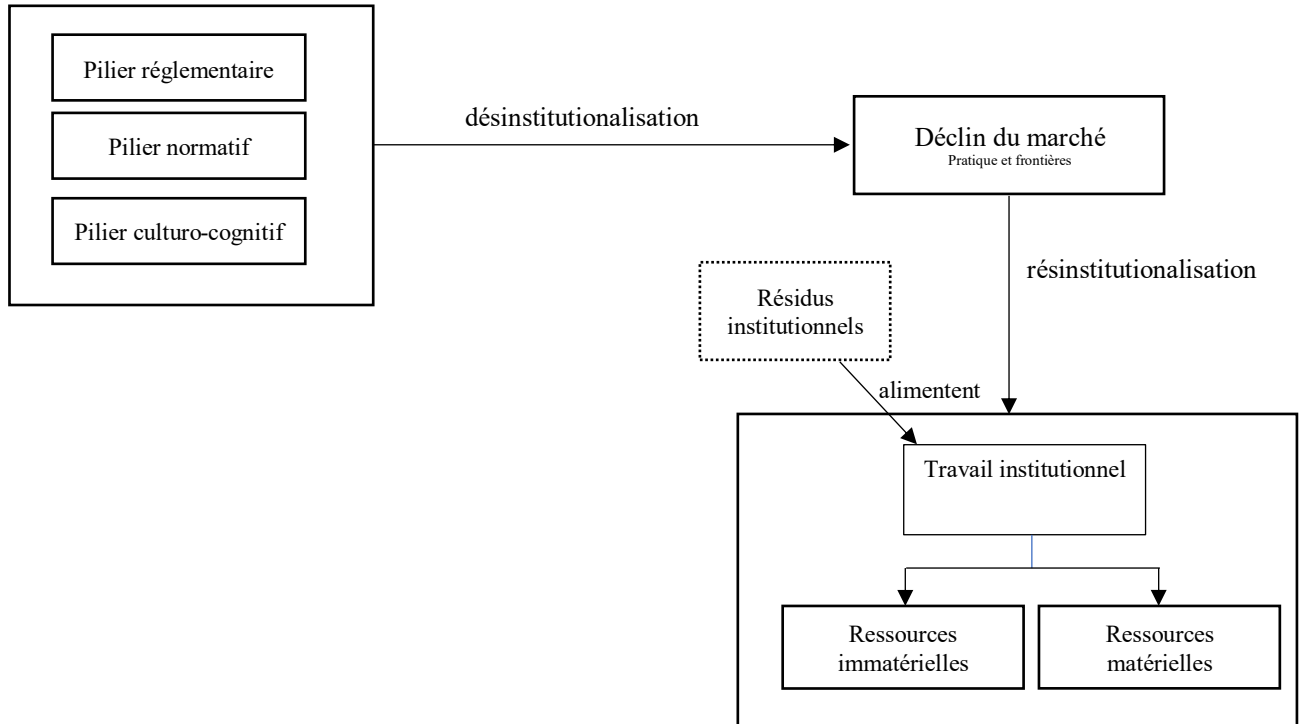 Pilier réglementaire
Pilier normatif
Pilier culturo-cognitif
désinstitutionalisation
Déclin du marché
Pratique et frontières
résinstitutionalisation
Résidus
institutionnels
alimentent
Travail institutionnel
Ressources
immatérielles
Ressources
matérielles